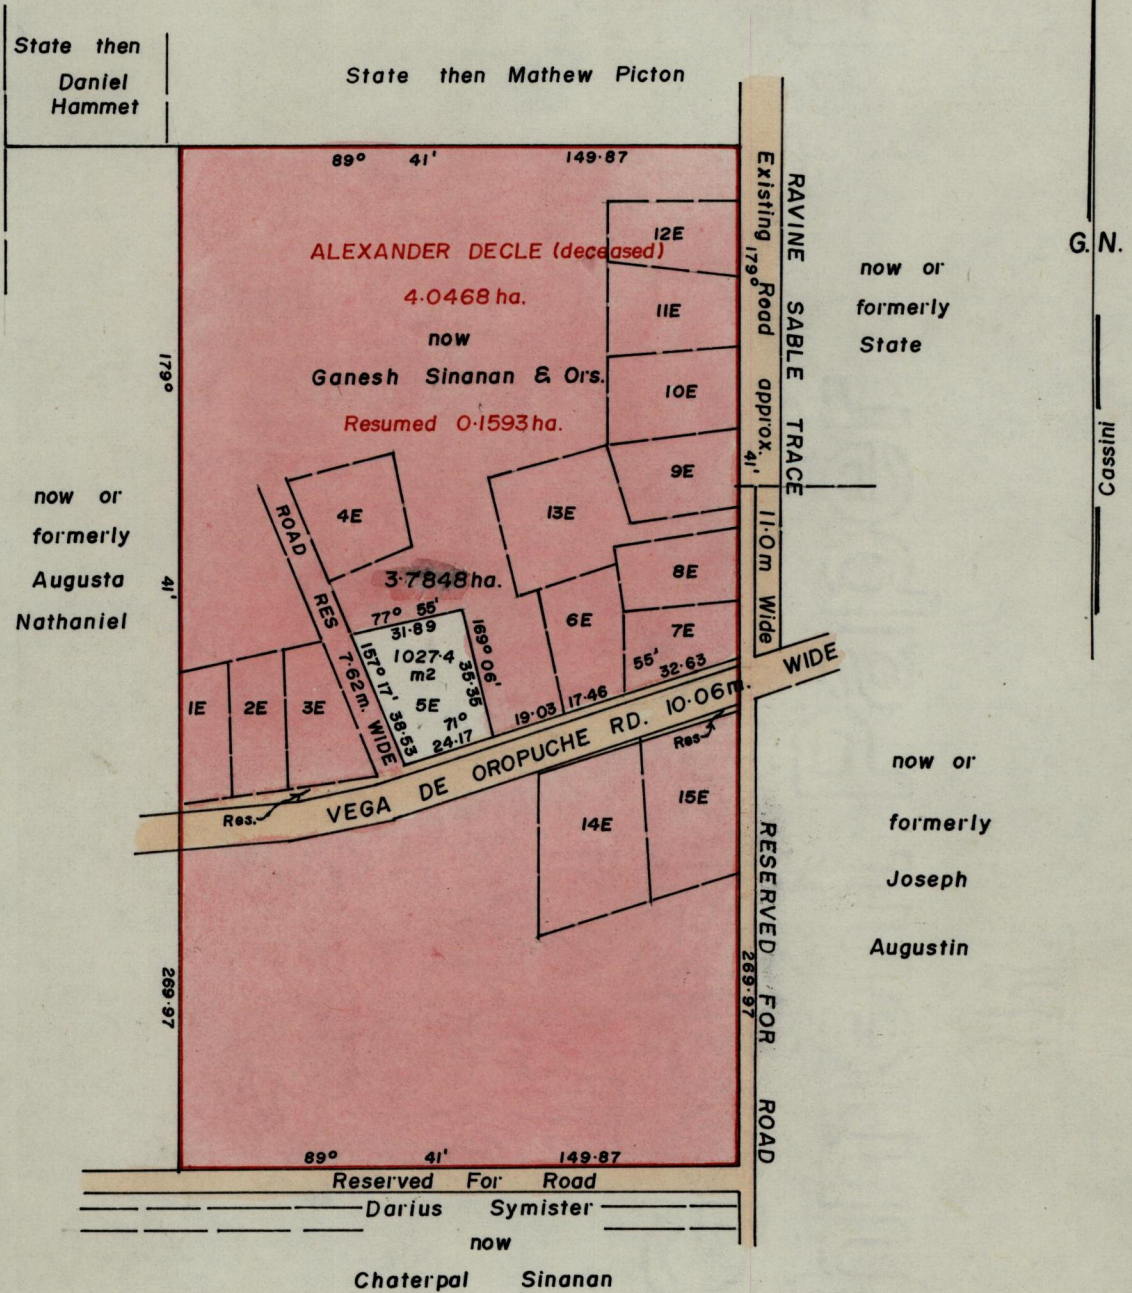 State then
Daniel
Hammet
State then Mathew Picton
89° 41' 149·87
ALEXANDER DECLE (deceased)
4.0468 ha.
now
Ganesh Sinanan & Ors.
Resumed 0·1593 ha.
12E
11E
10E
9E
13E
4E
8E
7E
6E
3·7848 ha.
179°
41'
269·97
now or
formerly
Augusta
Nathaniel
Existing Road approx.
11·0m Wide
179°
41'
RAVINE SABLE TRACE
now or
formerly
State
G. N.
Cassini
ROAD RES 7·62m. WIDE
77° 55'
31·89
169° 06'
35·35
157° 17' 38·53
1027·4
m2
5E
71°
24·17
19·03
17·46
55'
32·63
1E
2E
3E
Res.
VEGA DE OROPUCHE RD. 10·06m. WIDE
Res.
14E
15E
now or
formerly
Joseph
Augustin
269·97
RESERVED FOR ROAD
89° 41' 149·87
Reserved For Road
Darius Symister
now
Chaterpal Sinanan